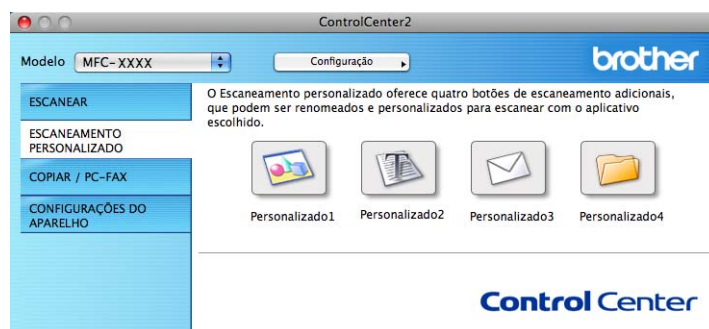 ControlCenter2
Modelo MFC-XXXX Configuração brother
ESCANEAR
ESCANEAMENTO
PERSONALIZADO
COPIAR / PC-FAX
CONFIGURAÇÕES DO
APARELHO
O Escaneamento personalizado oferece quatro botões de escaneamento adicionais,
que podem ser renomeados e personalizados para escanear com o aplicativo
escolhido.
Personalizado1 Personalizado2 Personalizado3 Personalizado4
Control Center